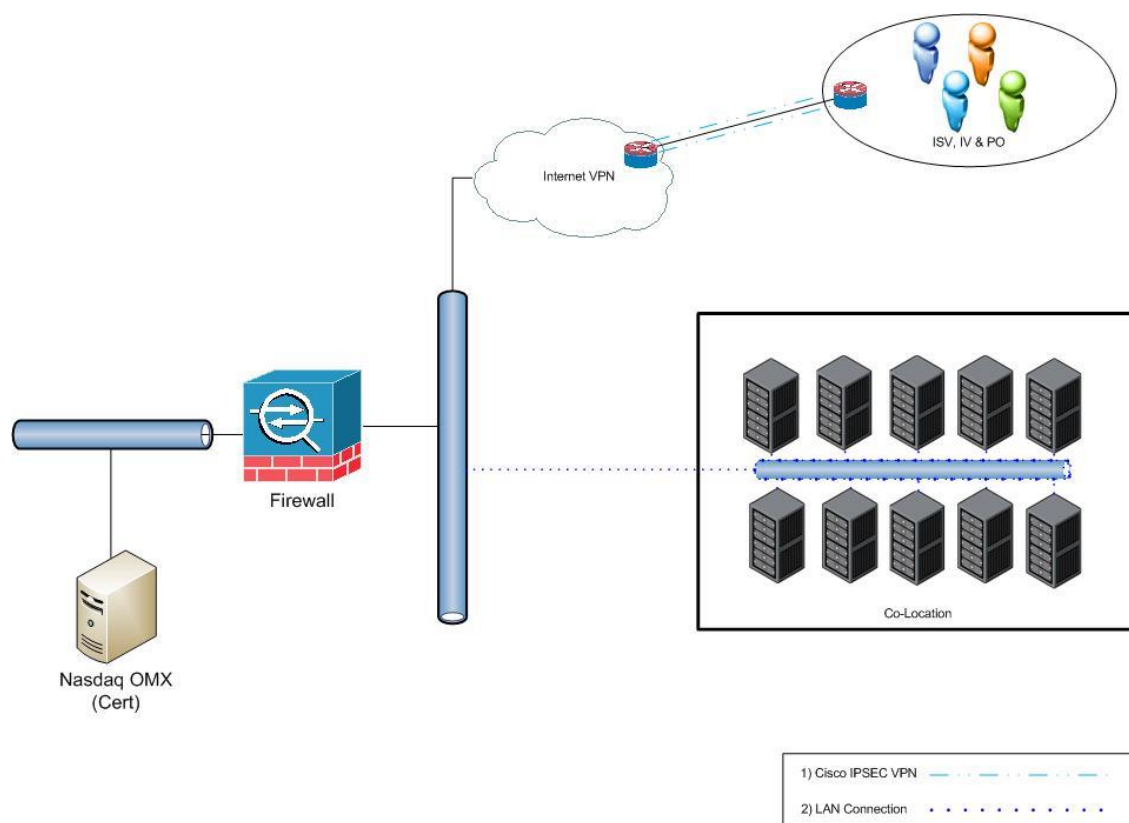 ISV, IV & PO
Internet VPN
Firewall
Co-Location
Nasdaq OMX
(Cert)
1) Cisco IPSEC VPN
2) LAN Connection